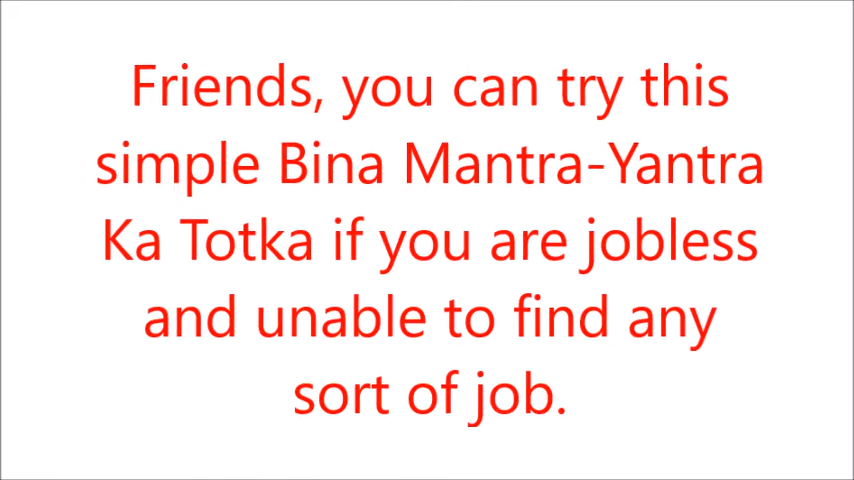 Friends, you can try this
simple Bina Mantra-Yantra
Ka Totka if you are jobless
and unable to find any
sort of job.